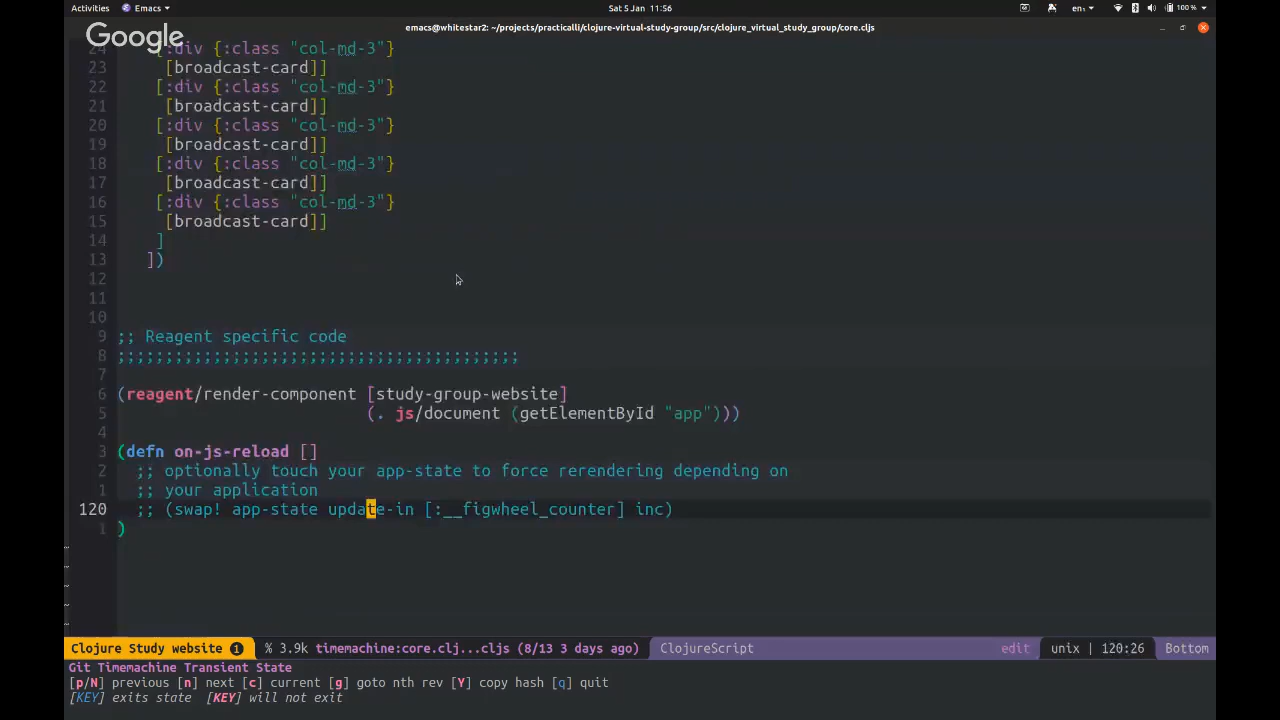 Activities Emacs Sat 5 Jan 11:56 en₁ 100 %
Google
emacs@whitestar2: ~/projects/practicalli/clojure-virtual-study-group/src/clojure_virtual_study_group/core.cljs
24 [:div {:class "col-md-3"}
23 [broadcast-card]]
22 [:div {:class "col-md-3"}
21 [broadcast-card]]
20 [:div {:class "col-md-3"}
19 [broadcast-card]]
18 [:div {:class "col-md-3"}
17 [broadcast-card]]
16 [:div {:class "col-md-3"}
15 [broadcast-card]]
14 ]
13 ])
12
11
10
9 ;; Reagent specific code
8 ;;;;;;;;;;;;;;;;;;;;;;;;;;;;;;;;;;;;;;;;;;
7
6 (reagent/render-component [study-group-website]
5 (. js/document (getElementById "app")))
4
3 (defn on-js-reload []
2 ;; optionally touch your app-state to force rerendering depending on
1 ;; your application
120 ;; (swap! app-state update-in [:__figwheel_counter] inc)
1 )
~
~
~
~
~
Clojure Study website 1 % 3.9k timemachine:core.clj...cljs (8/13 3 days ago) ClojureScript edit unix | 120:26 Bottom
Git Timemachine Transient State
[p/N] previous [n] next [c] current [g] goto nth rev [Y] copy hash [q] quit
[KEY] exits state [KEY] will not exit